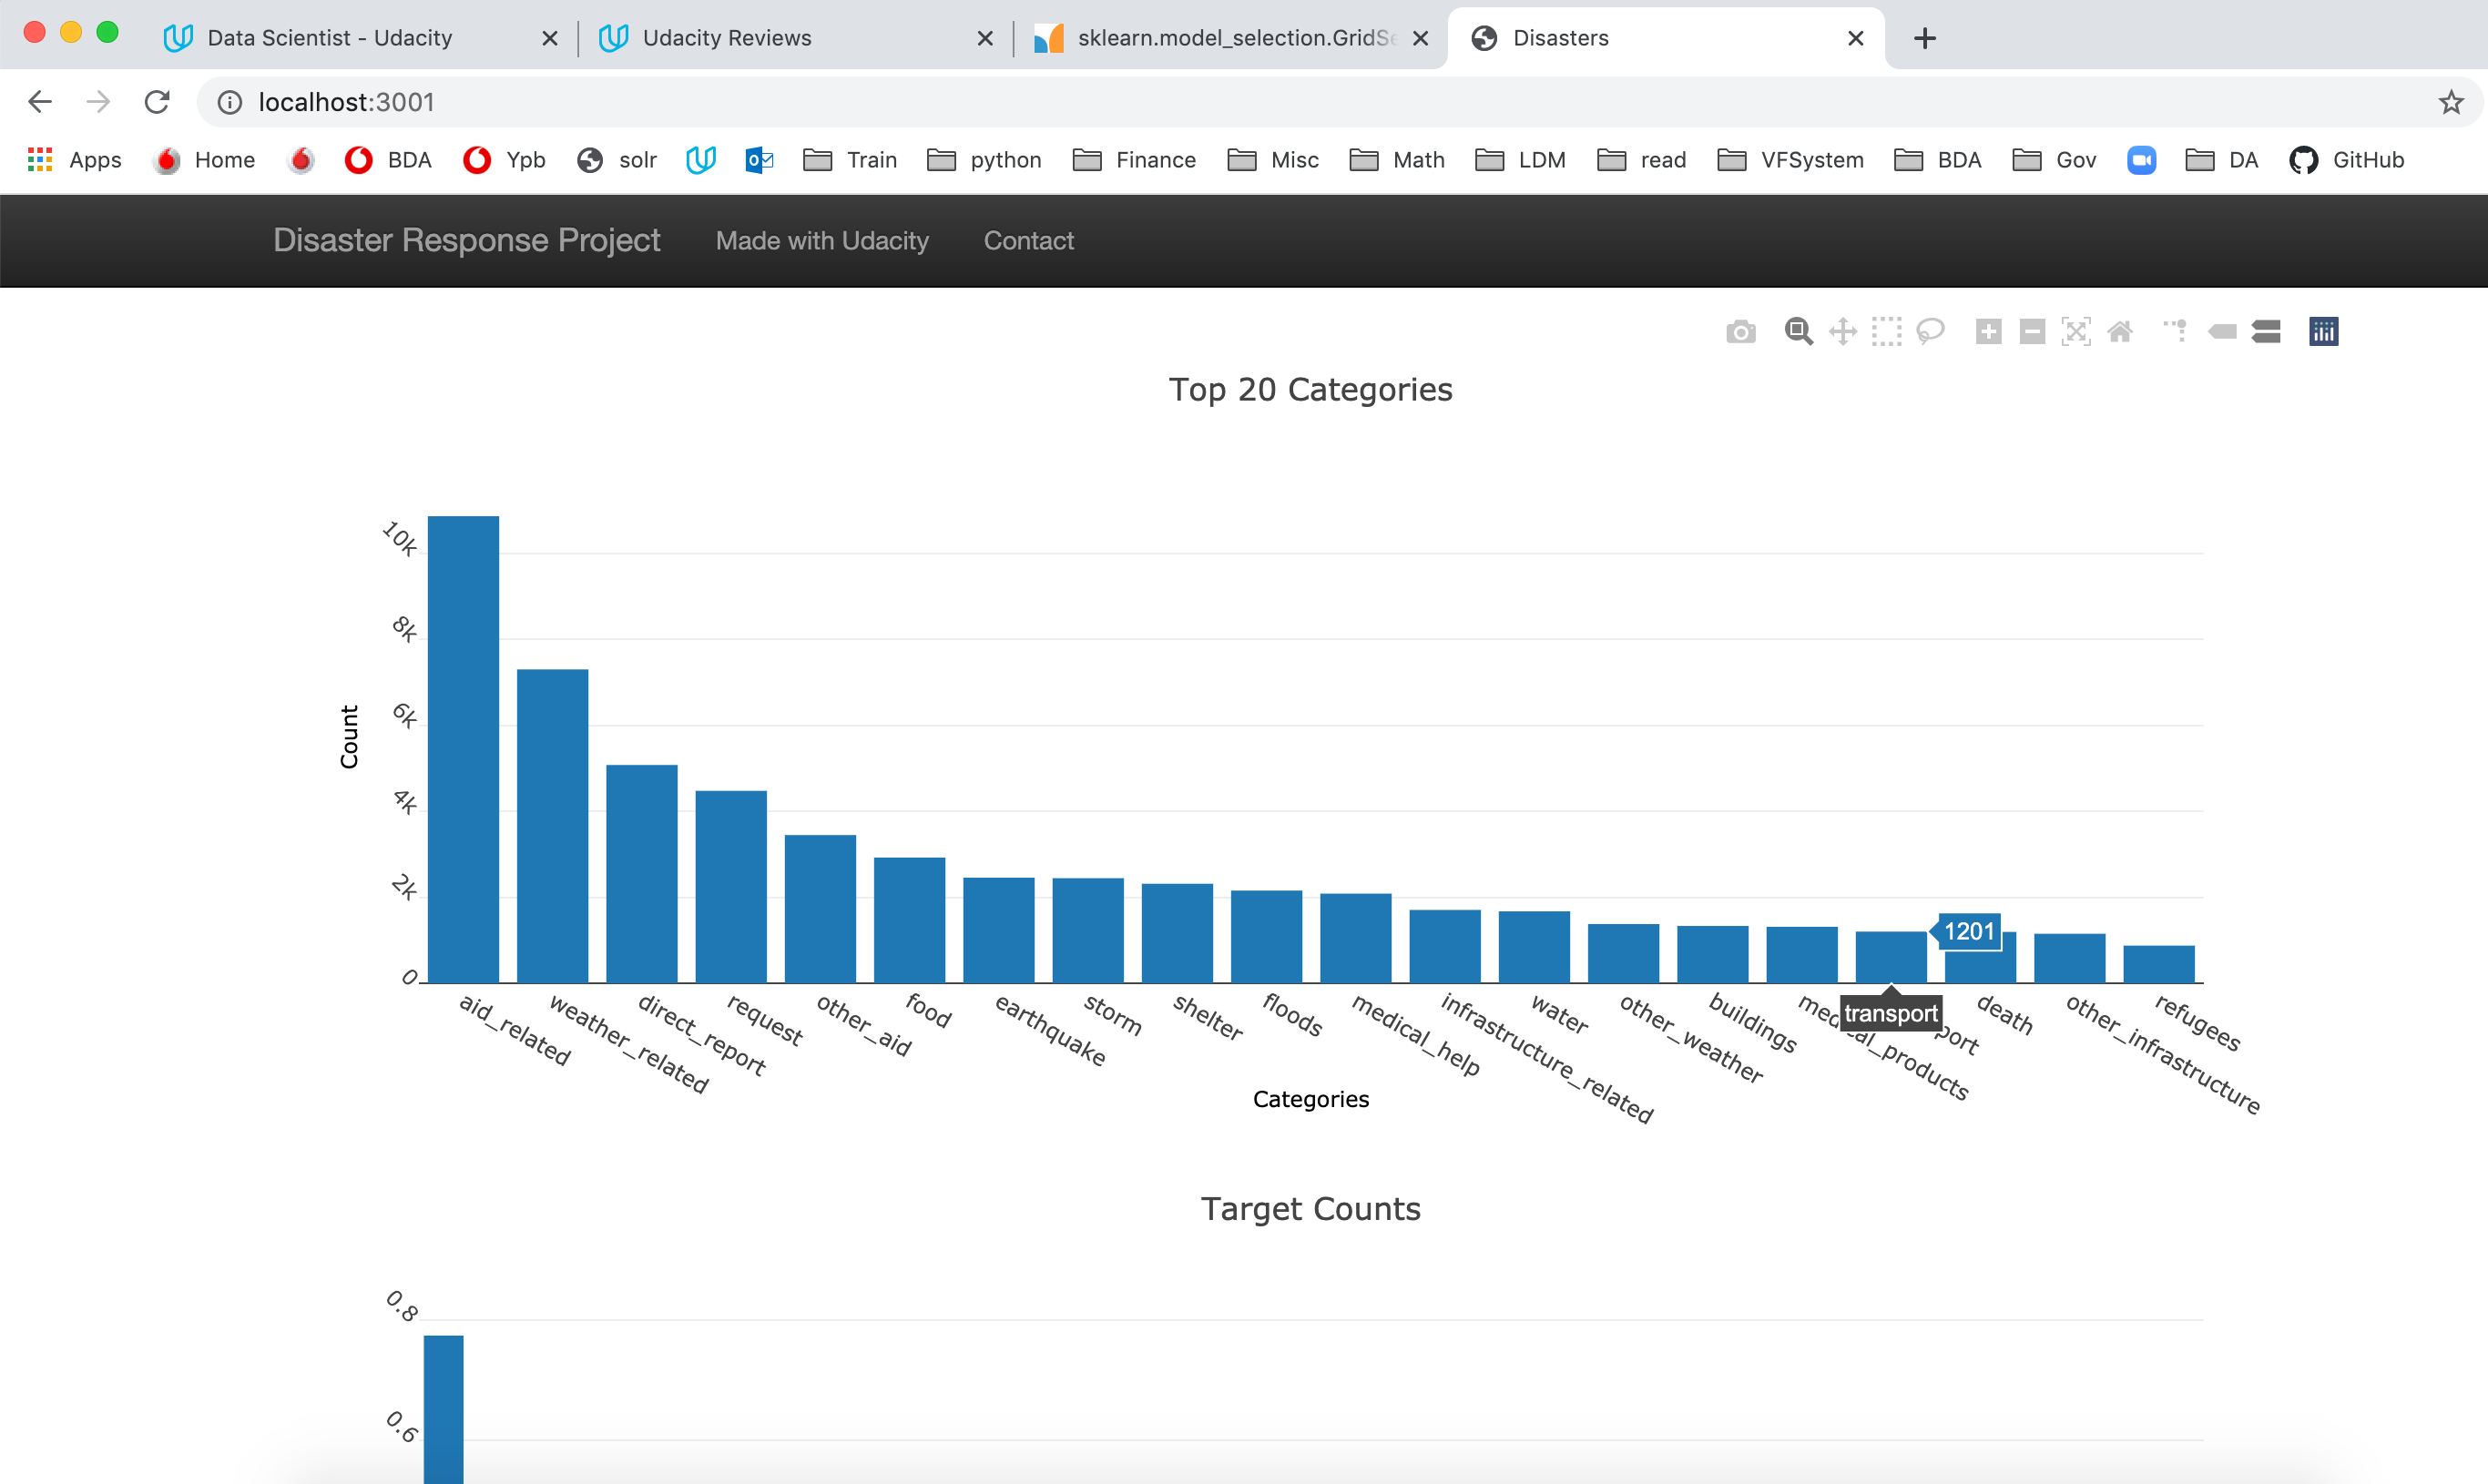 Data Scientist - Udacity
Udacity Reviews
sklearn.model_selection.GridSe
Disasters
localhost:3001
Apps
Home
BDA
Ypb
solr
Train
python
Finance
Misc
Math
LDM
read
VFSystem
BDA
Gov
DA
GitHub
Disaster Response Project
Made with Udacity
Contact
Top 20 Categories
10k
8k
6k
4k
2k
0
Count
1201
aid_related
weather_related
direct_report
request
other_aid
food
earthquake
storm
shelter
floods
medical_help
infrastructure_related
water
other_weather
buildings
transport
death
other_infrastructure
refugees
Categories
Target Counts
0.8
0.6